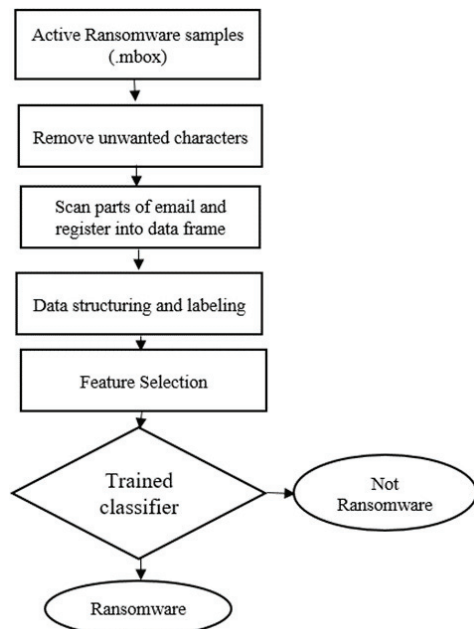 Active Ransomware samples
(.mbox)
Remove unwanted characters
Scan parts of email and
register into data frame
Data structuring and labeling
Feature Selection
Trained
classifier
Not
Ransomware
Ransomware